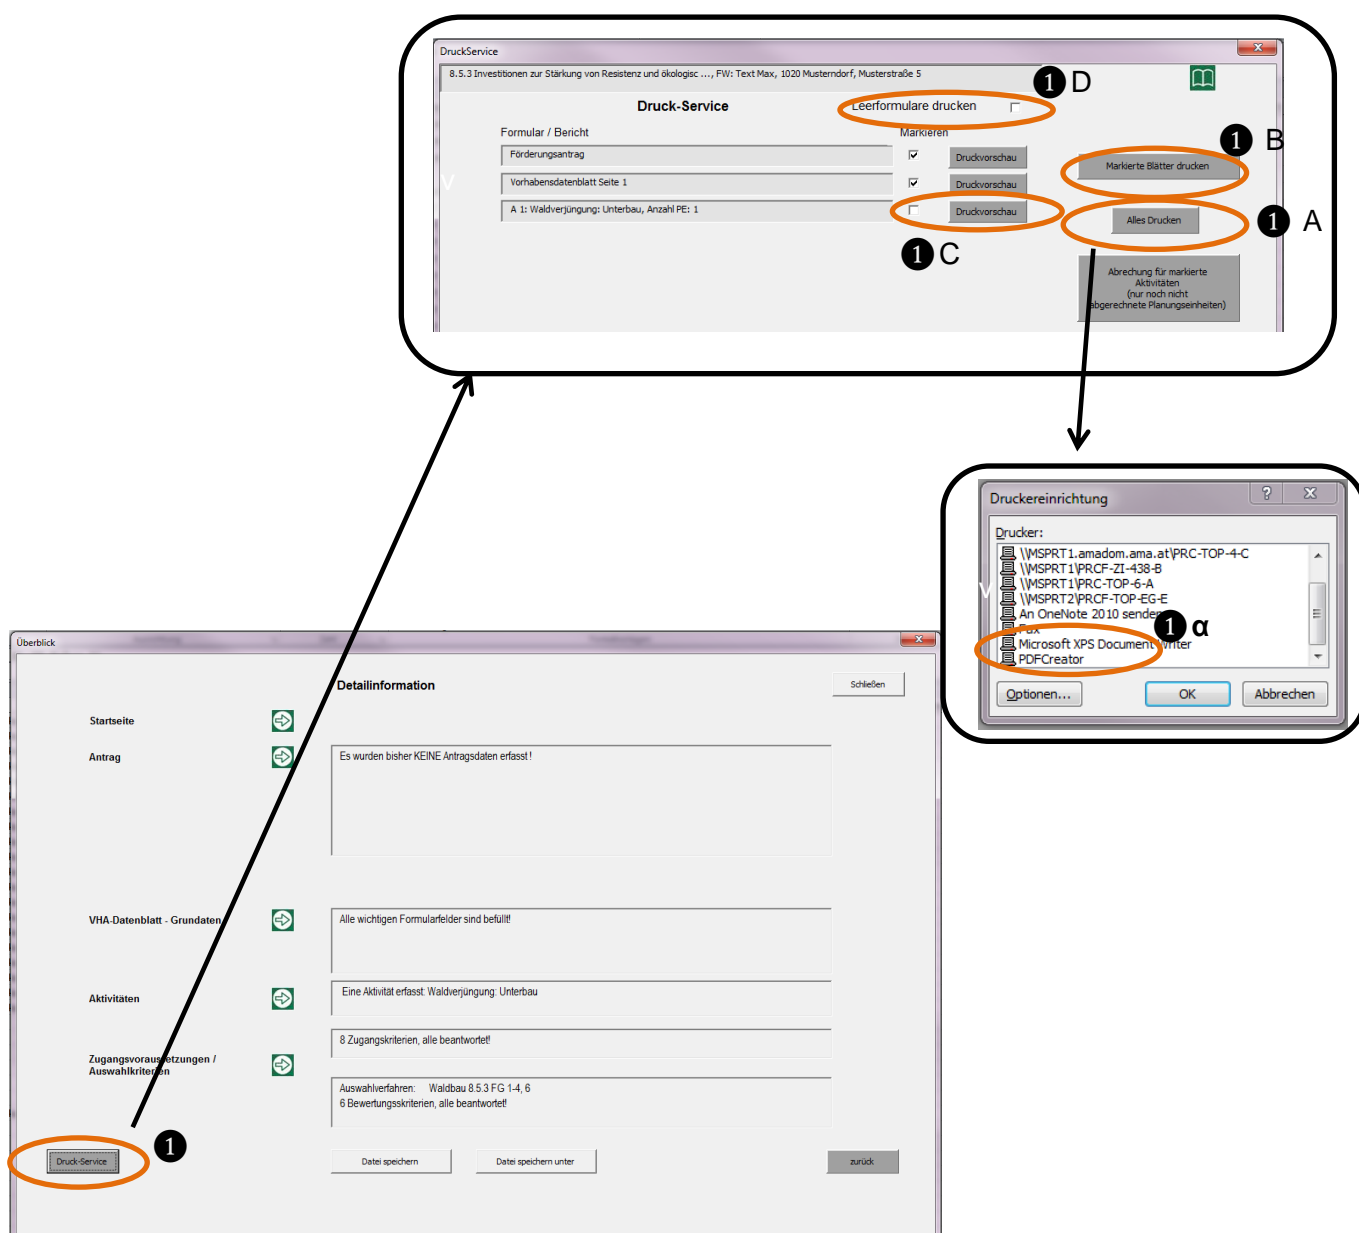 DruckService
8.5.3 Investitionen zur Stärkung von Resistenz und ökologisc ..., FW: Text Max, 1020 Musterndorf, Musterstraße 5
❶ D
Druck-Service
Leerformulare drucken
Formular / Bericht
Markieren
❶ B
Förderungsantrag
Druckvorschau
Markierte Blätter drucken
V
Vorhabensdatenblatt Seite 1
Druckvorschau
A 1: Waldverjüngung: Unterbau, Anzahl PE: 1
Druckvorschau
Alles Drucken
❶ A
❶ C
Abrechung für markierte
Aktivitäten
(nur noch nicht
abgerechnete Planungseinheiten)
Druckereinrichtung
Drucker:
\\MSPRT1.amadom.ama.at\PRC-TOP-4-C
\\MSPRT1\PRCF-ZI-438-B
\\MSPRT1\PRC-TOP-6-A
V
\\MSPRT2\PRCF-TOP-EG-E
An OneNote 2010 senden
Fax
❶ α
Microsoft XPS Document Writer
PDFCreator
Optionen...
OK
Abbrechen
Überblick
Detailinformation
Schließen
Startseite
Antrag
Es wurden bisher KEINE Antragsdaten erfasst !
VHA-Datenblatt - Grundaten
Alle wichtigen Formularfelder sind befüllt!
Aktivitäten
Eine Aktivität erfasst: Waldverjüngung: Unterbau
8 Zugangskriterien, alle beantwortet!
Zugangsvoraussetzungen /
Auswahlkriterien
Auswahlverfahren: Waldbau 8.5.3 FG 1-4, 6
6 Bewertungsskriterien, alle beantwortet!
❶
Druck-Service
Datei speichern
Datei speichern unter
zurück